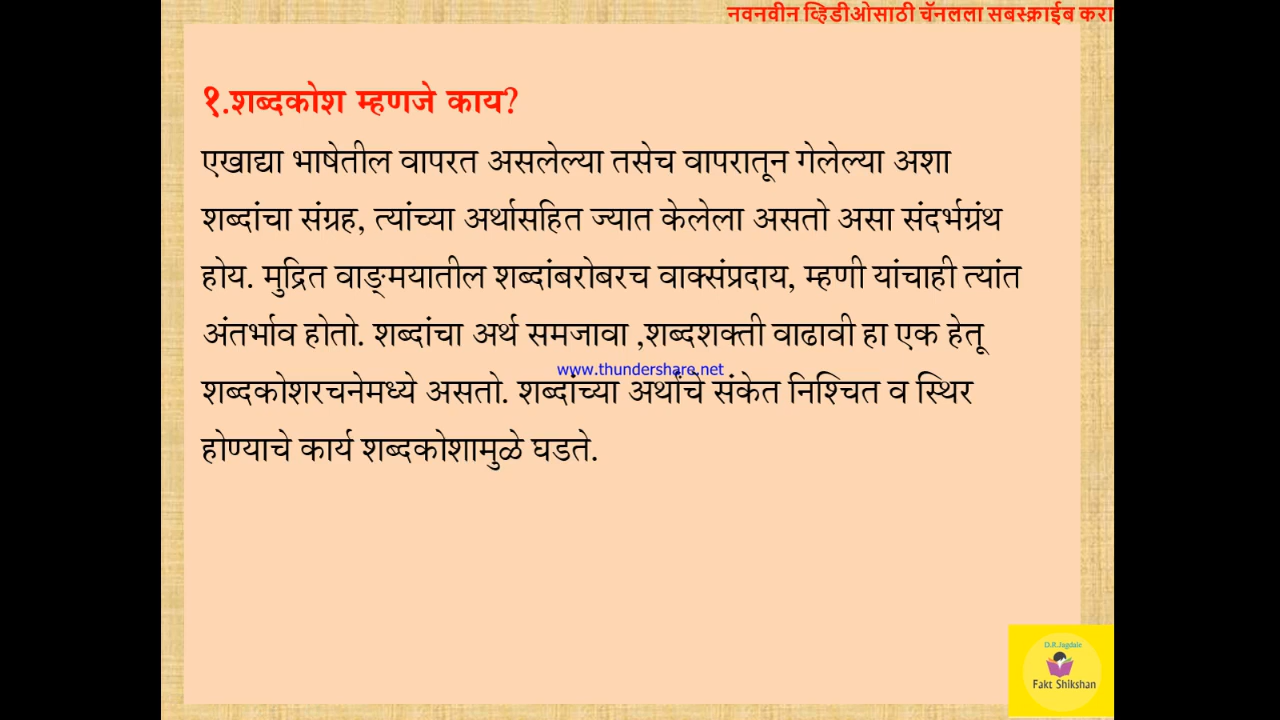 नवनवीन व्हिडीओसाठी चॅनलला सबस्क्राईब करा
१.शब्दकोश म्हणजे काय?
एखाद्या भाषेतील वापरत असलेल्या तसेच वापरातून गेलेल्या अशा
शब्दांचा संग्रह, त्यांच्या अर्थासहित ज्यात केलेला असतो असा संदर्भग्रंथ
होय. मुद्रित वाङ्मयातील शब्दांबरोबरच वाक्संप्रदाय, म्हणी यांचाही त्यांत
अंतर्भाव होतो. शब्दांचा अर्थ समजावा ,शब्दशक्ती वाढावी हा एक हेतू
www.thundershare.net
शब्दकोशरचनेमध्ये असतो. शब्दांच्या अर्थांचे संकेत निश्चित व स्थिर
होण्याचे कार्य शब्दकोशामुळे घडते.
D.R.Jagdale
Fakt Shikshan